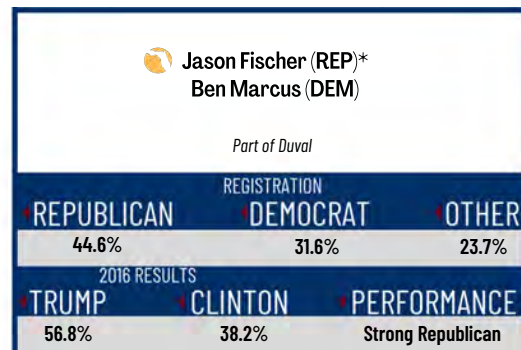 Jason Fischer (REP)*
Ben Marcus (DEM)
Part of Duval
REGISTRATION
REPUBLICAN DEMOCRAT OTHER
44.6% 31.6% 23.7%
2016 RESULTS
TRUMP CLINTON PERFORMANCE
56.8% 38.2% Strong Republican